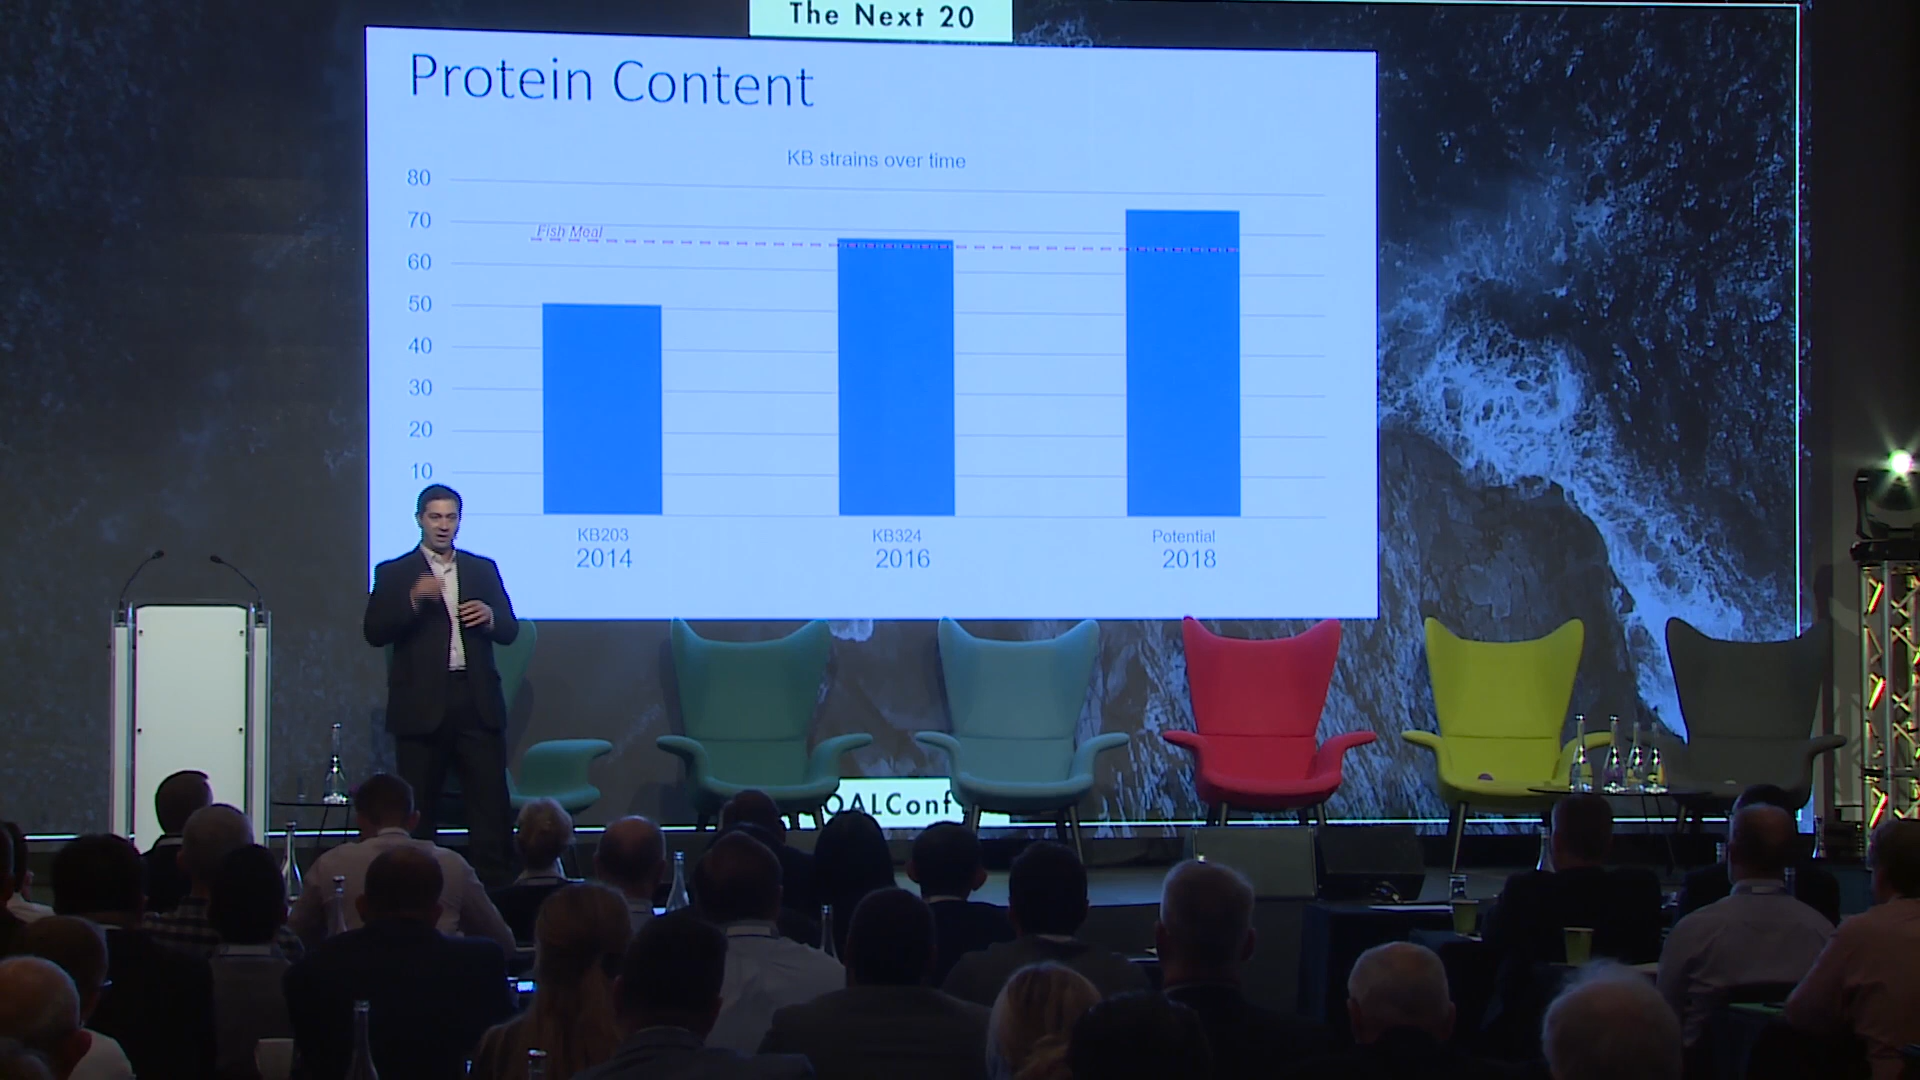 The Next 20
Protein Content
KB strains over time
80
70
Fish Meal
60
50
40
30
20
10
KB203
KB324
Potential
2014
2016
2018
OALConf